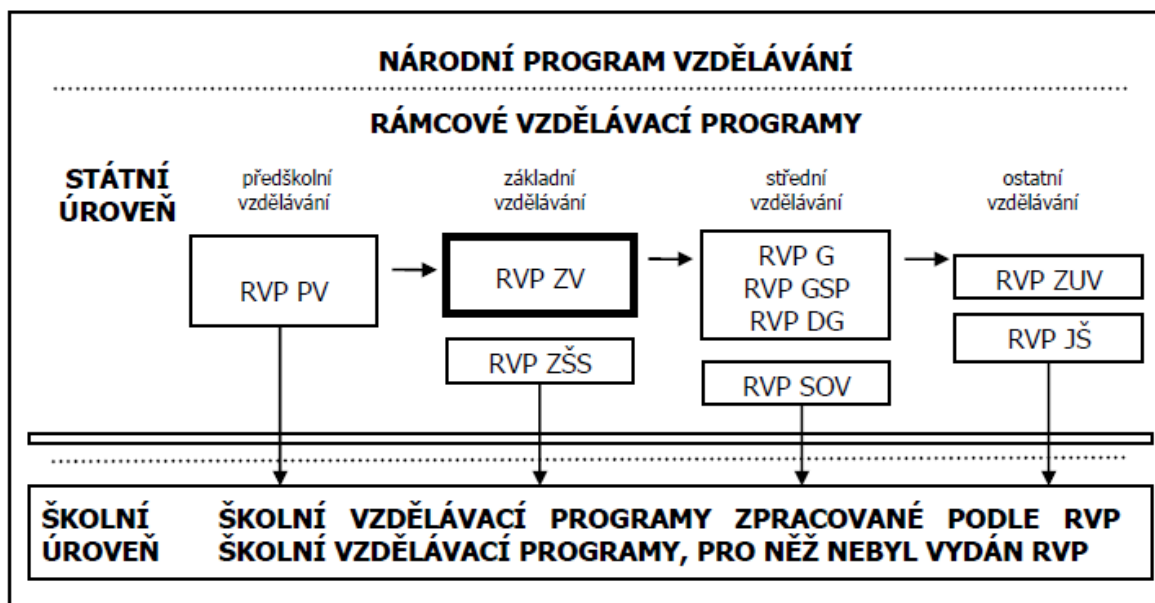 NÁRODNÍ PROGRAM VZDĚLÁVÁNÍ
RÁMCOVÉ VZDĚLÁVACÍ PROGRAMY
STÁTNÍ
ÚROVEŇ
předškolní
vzdělávání
základní
vzdělávání
střední
vzdělávání
ostatní
vzdělávání
RVP PV
RVP ZV
RVP ZŠS
RVP G
RVP GSP
RVP DG
RVP SOV
RVP ZUV
RVP JŠ
ŠKOLNÍ
ÚROVEŇ
ŠKOLNÍ VZDĚLÁVACÍ PROGRAMY ZPRACOVANÉ PODLE RVP
ŠKOLNÍ VZDĚLÁVACÍ PROGRAMY, PRO NĚŽ NEBYL VYDÁN RVP